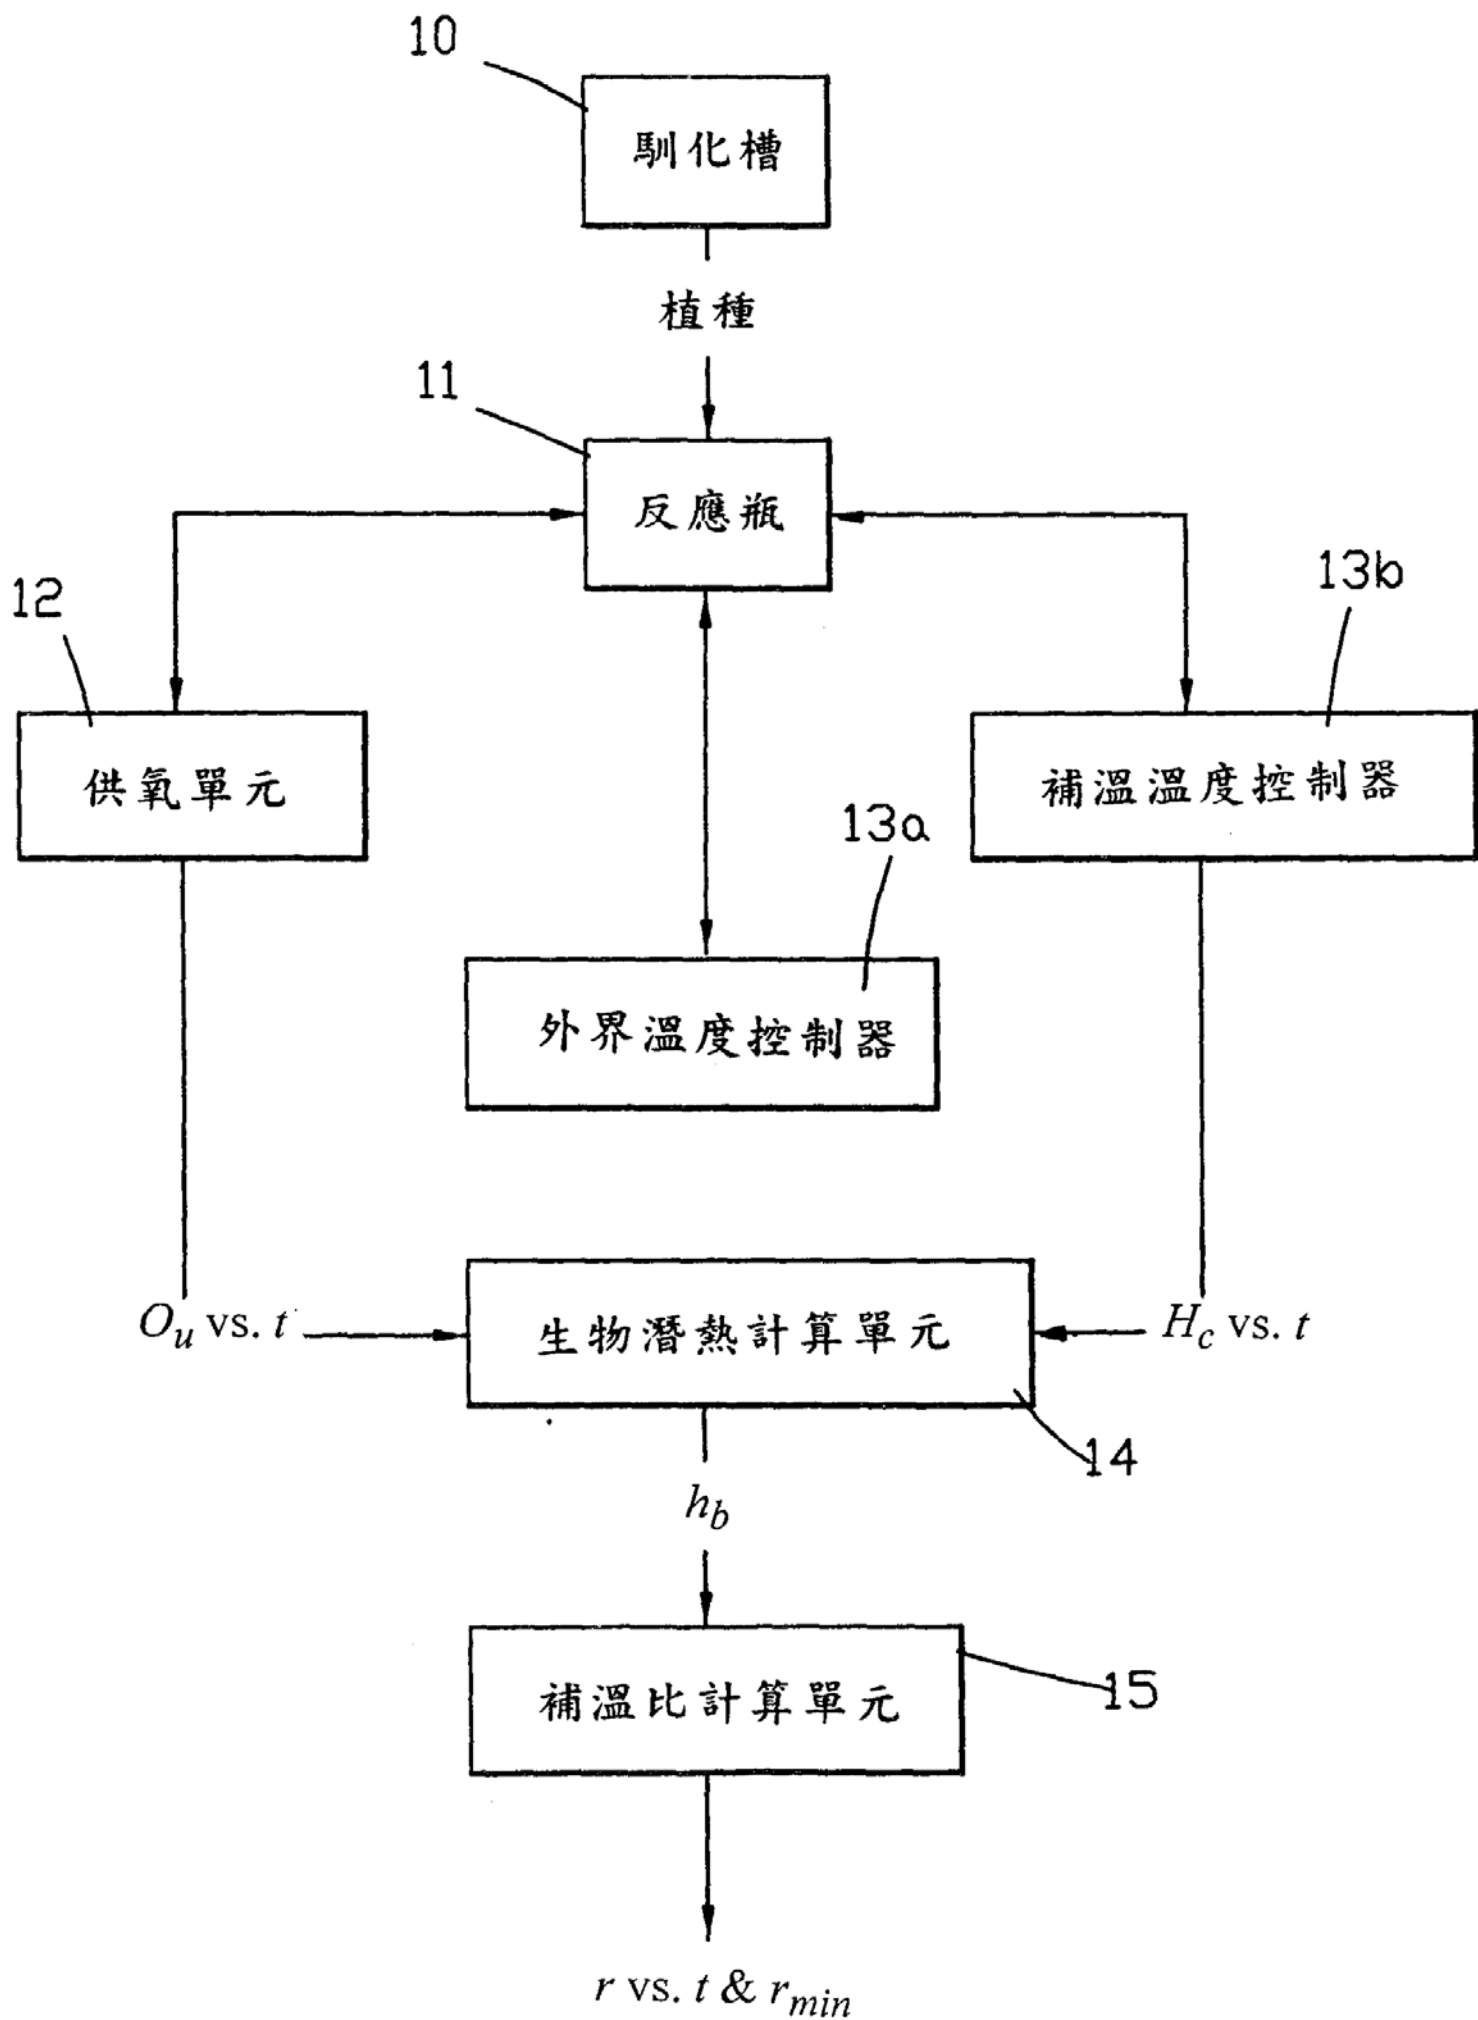 10
馴化槽
植種
11
反應瓶
12
13b
供氧單元
補溫溫度控制器
13a
外界溫度控制器
O_u vs. t
生物潛熱計算單元
H_c vs. t
14
h_b
補溫比計算單元
15
r vs. t & r_min